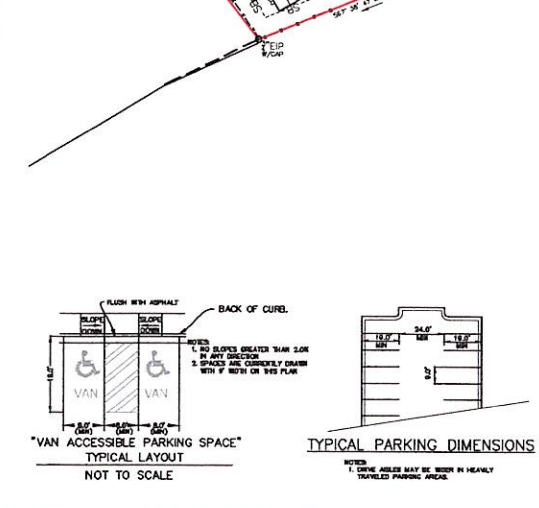 2" EIP
W/CAP
FLUSH WITH ASPHALT
BACK OF CURB.
SLOPE
DOWN
SLOPE
DOWN
NOTES:
1. NO SLOPES GREATER THAN 2.0%
IN ANY DIRECTION
2. SPACES ARE CURRENTLY DRAWN
WITH 9' WIDTH ON THIS PLAN
VAN
VAN
8.0'
(MIN)
8.0'
(MIN)
8.0'
(MIN)
"VAN ACCESSIBLE PARKING SPACE"
TYPICAL LAYOUT
NOT TO SCALE
24.0'
MIN
19.0'
MIN
19.0'
MIN
9.0'
TYPICAL PARKING DIMENSIONS
NOTES:
1. DRIVE AISLES MAY BE WIDER IN HEAVILY
TRAVELED PARKING AREAS.